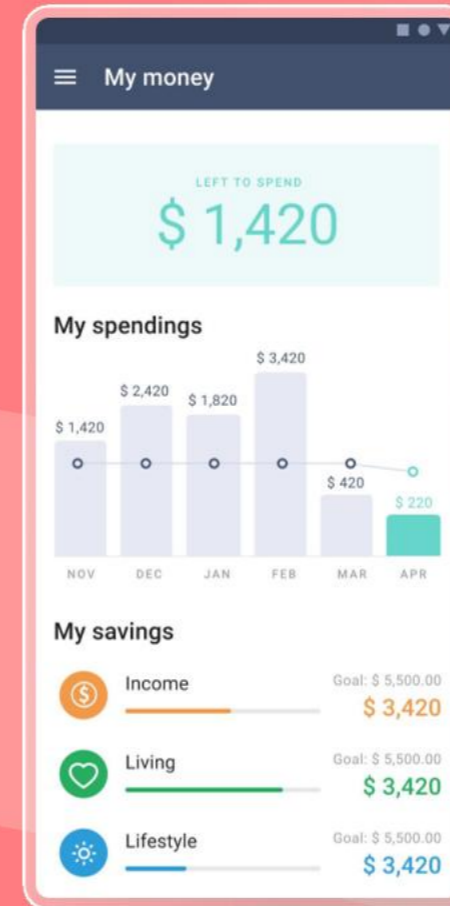 My money
LEFT TO SPEND
$ 1,420
My spendings
$ 3,420
$ 2,420
$ 1,820
$ 1,420
$ 420
$ 220
NOV DEC JAN FEB MAR APR
My savings
Income
Goal: $ 5,500.00
$ 3,420
Living
Goal: $ 5,500.00
$ 3,420
Lifestyle
Goal: $ 5,500.00
$ 3,420